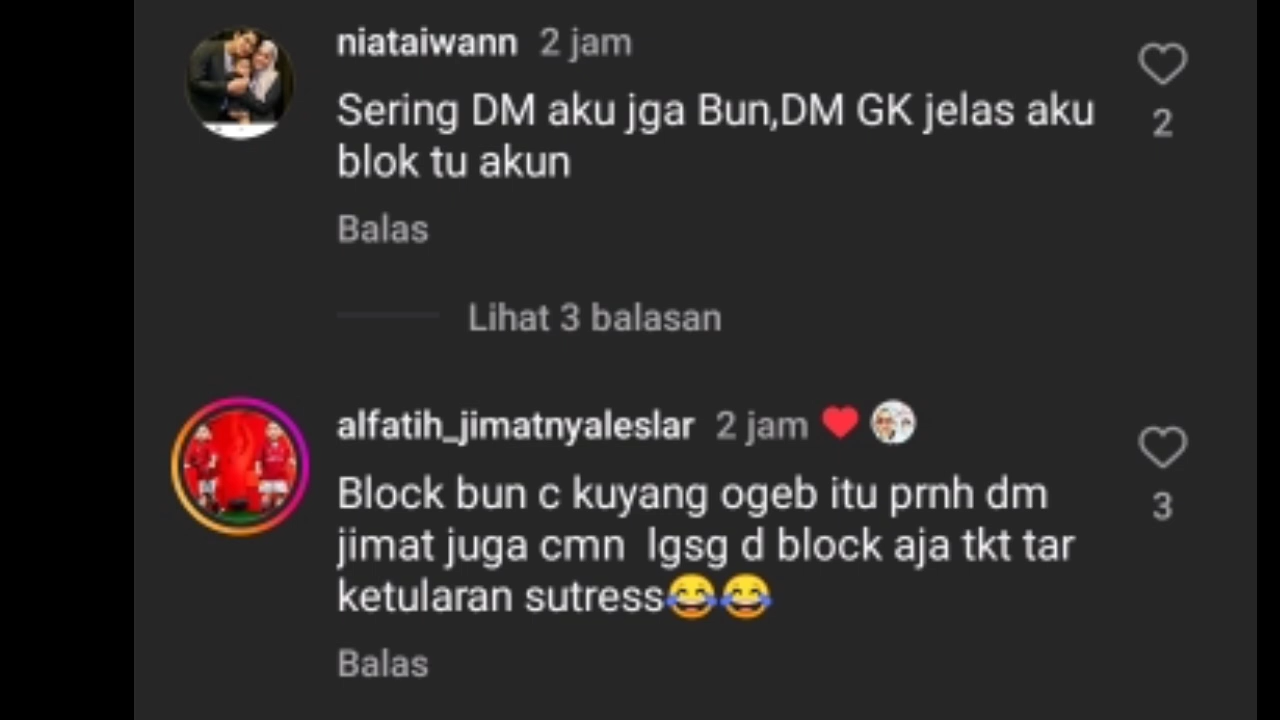 niataiwann 2 jam
Sering DM aku jga Bun,DM GK jelas aku
2
blok tu akun
Balas
Lihat 3 balasan
alfatih_jimatnyaleslar 2 jam ❤️
Block bun c kuyang ogeb itu prnh dm
3
jimat juga cmn lgsg d block aja tkt tar
ketularan sutress😂😂
Balas